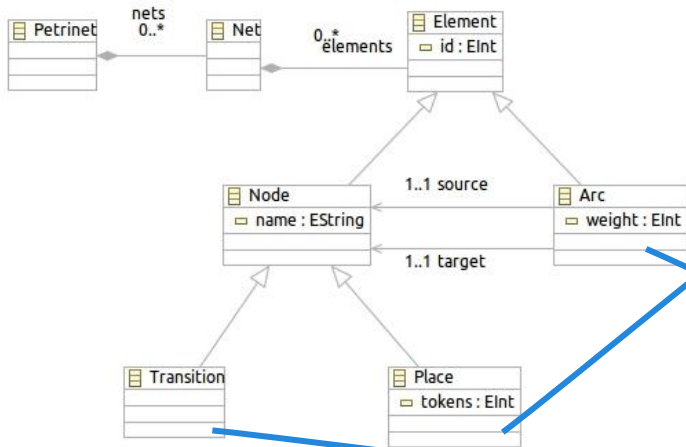 nets
0..*
Petrinet
Net
0..*
elements
Element
id : EInt
Node
name : EString
1..1 source
1..1 target
Arc
weight : EInt
Transition
Place
tokens : EInt